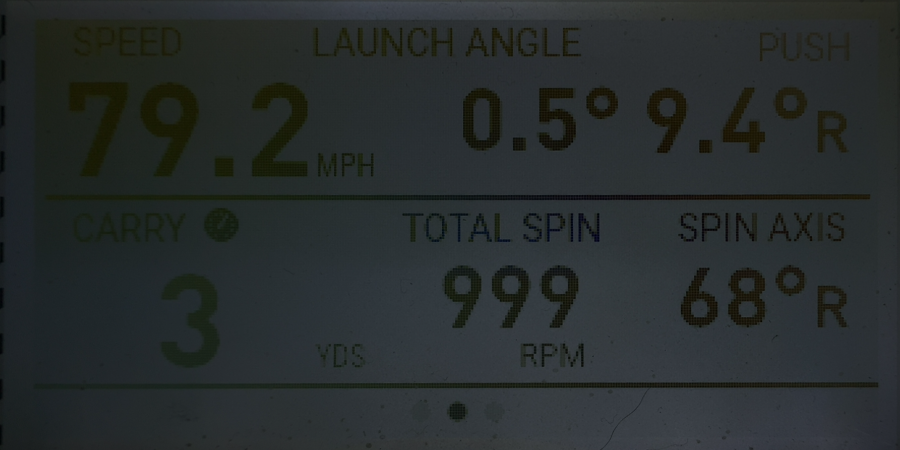 SPEED LAUNCH ANGLE PUSH
79.2 MPH 0.5° 9.4° R
CARRY TOTAL SPIN SPIN AXIS
3 YDS 999 RPM 68° R